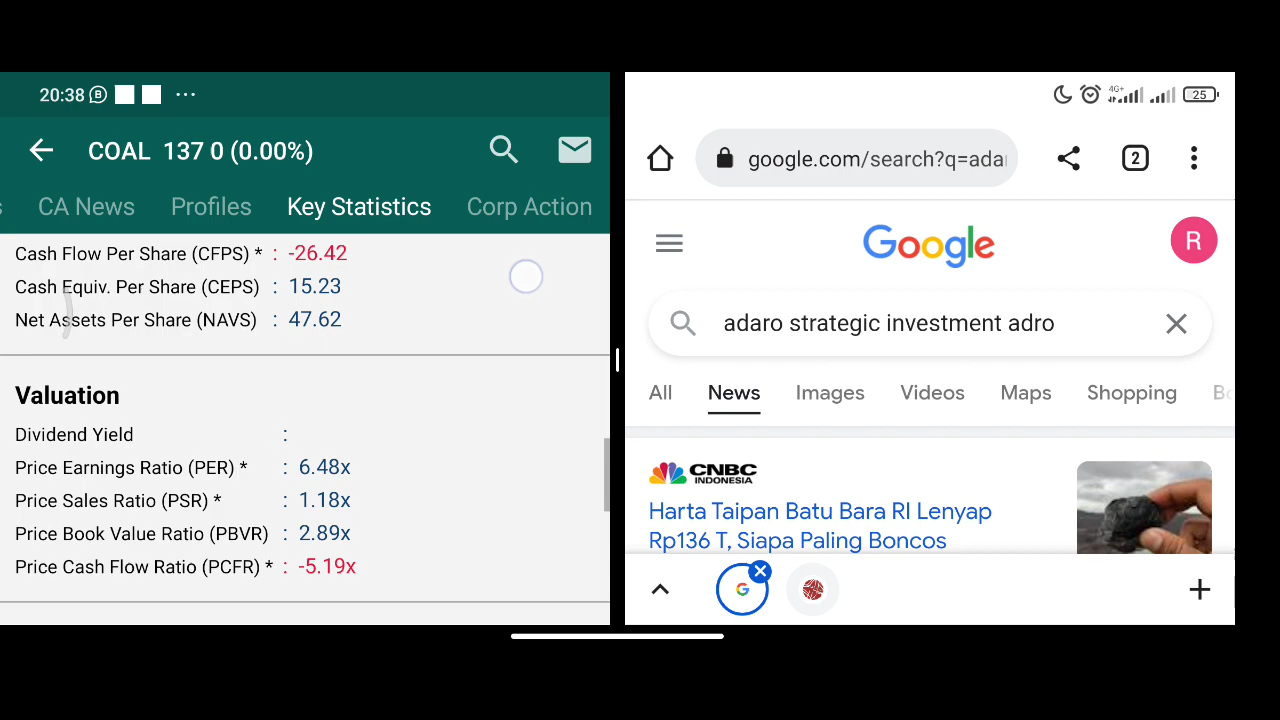 20:38
COAL 137 0 (0.00%)
CA News Profiles Key Statistics Corp Action
Cash Flow Per Share (CFPS) * : -26.42
Cash Equiv. Per Share (CEPS) : 15.23
Net Assets Per Share (NAVS) : 47.62
Valuation
Dividend Yield :
Price Earnings Ratio (PER) * : 6.48x
Price Sales Ratio (PSR) * : 1.18x
Price Book Value Ratio (PBVR) : 2.89x
Price Cash Flow Ratio (PCFR) * : -5.19x
4G+ 25
google.com/search?q=ada
2
Google
R
adaro strategic investment adro
All News Images Videos Maps Shopping
CNBC
INDONESIA
Harta Taipan Batu Bara RI Lenyap
Rp136 T, Siapa Paling Boncos
G